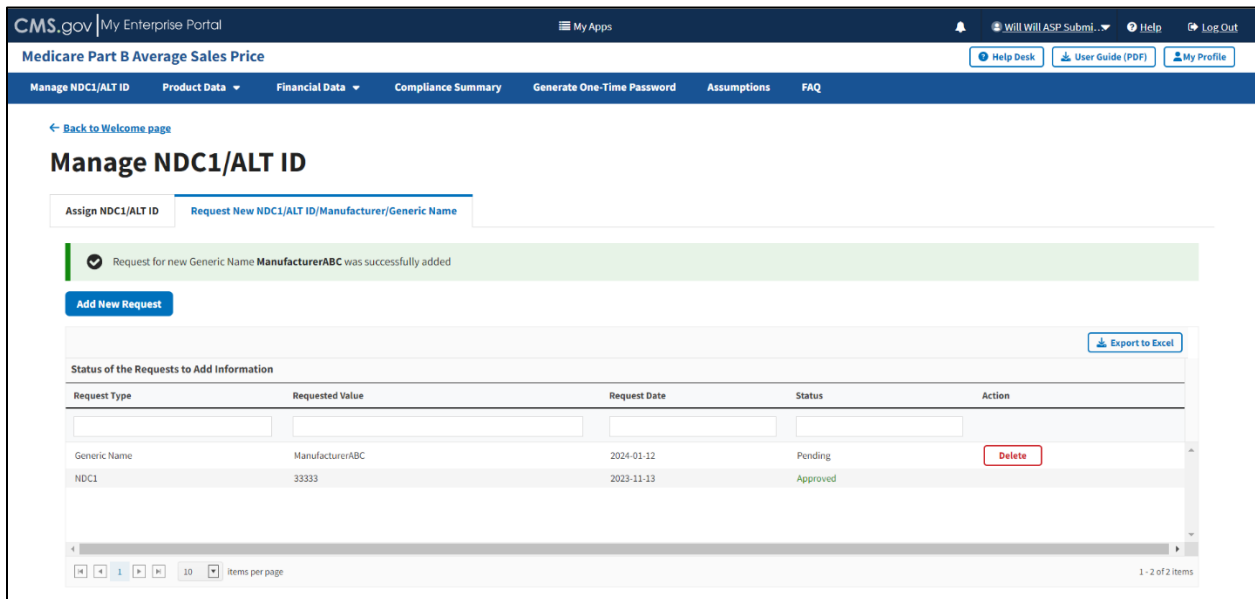 CMS.gov My Enterprise Portal My Apps Will Will ASP Submi... Help Log Out
Medicare Part B Average Sales Price Help Desk User Guide (PDF) My Profile
Manage NDC1/ALT ID Product Data Financial Data Compliance Summary Generate One-Time Password Assumptions FAQ
Back to Welcome page
Manage NDC1/ALT ID
Assign NDC1/ALT ID Request New NDC1/ALT ID/Manufacturer/Generic Name
Request for new Generic Name ManufacturerABC was successfully added
Add New Request
Export to Excel
Status of the Requests to Add Information
Request Type Requested Value Request Date Status Action
Generic Name ManufacturerABC 2024-01-12 Pending Delete
NDC1 33333 2023-11-13 Approved
1 10 items per page 1 - 2 of 2 items